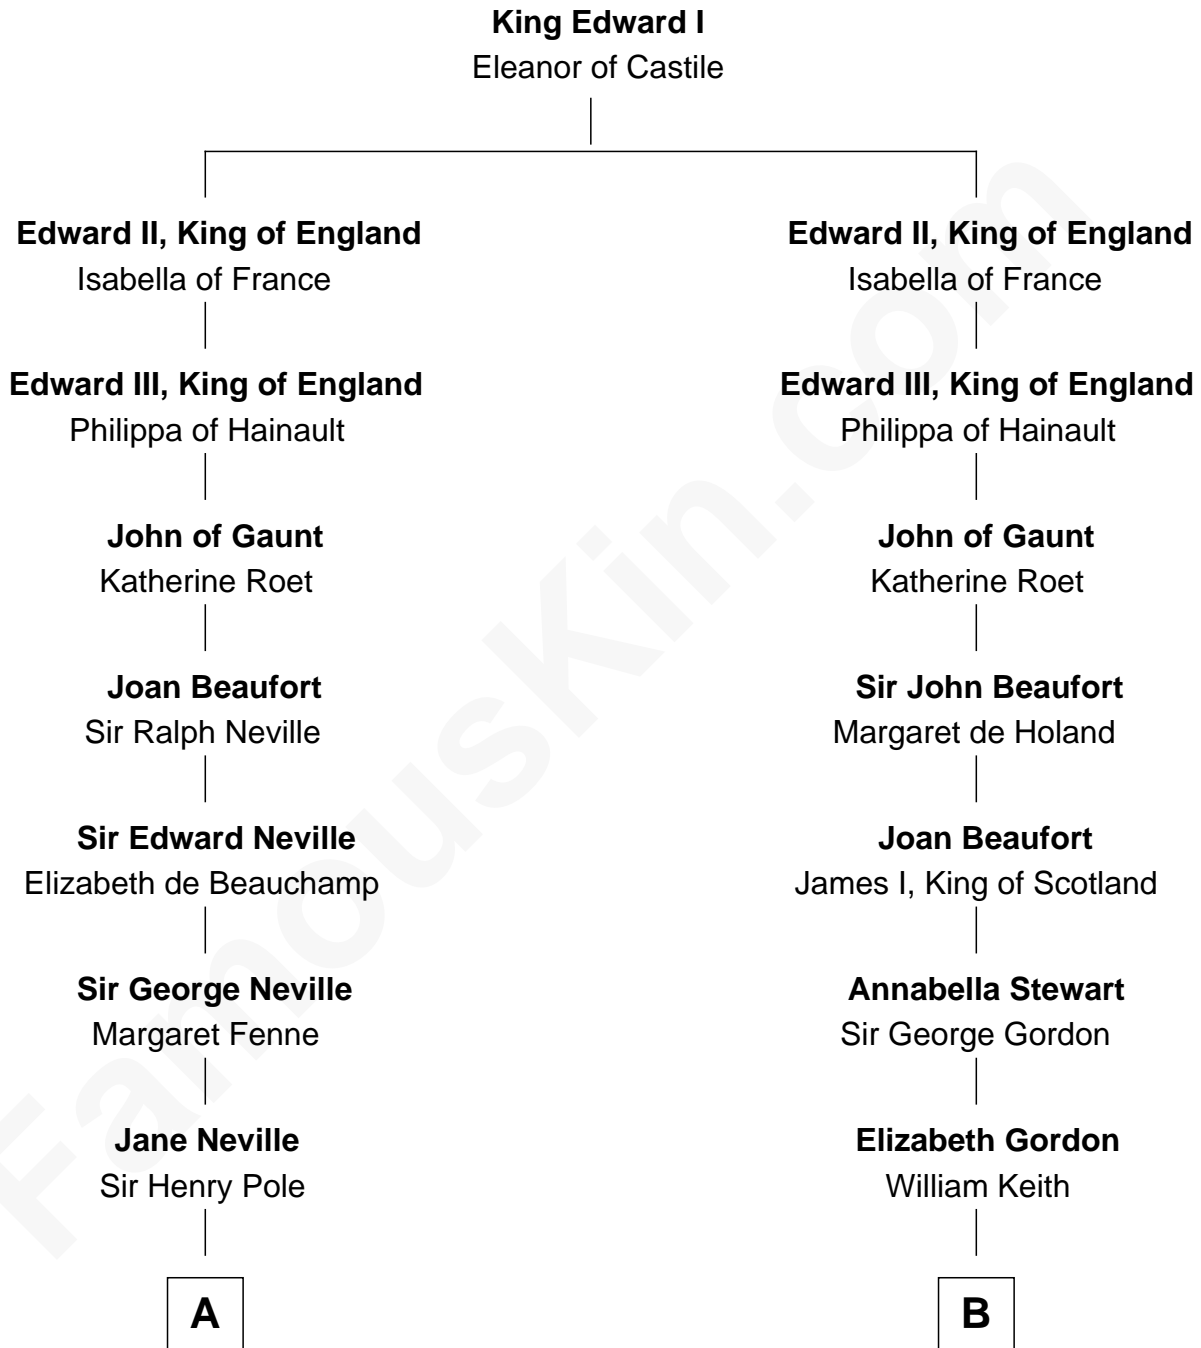 King Edward I
Eleanor of Castile
Edward II, King of England
Isabella of France
Edward III, King of England
Philippa of Hainault
John of Gaunt
Katherine Roet
Joan Beaufort
Sir Ralph Neville
Sir Edward Neville
Elizabeth de Beauchamp
Sir George Neville
Margaret Fenne
Jane Neville
Sir Henry Pole
A
Edward II, King of England
Isabella of France
Edward III, King of England
Philippa of Hainault
John of Gaunt
Katherine Roet
Sir John Beaufort
Margaret de Holand
Joan Beaufort
James I, King of Scotland
Annabella Stewart
Sir George Gordon
Elizabeth Gordon
William Keith
B
FamousKin.com